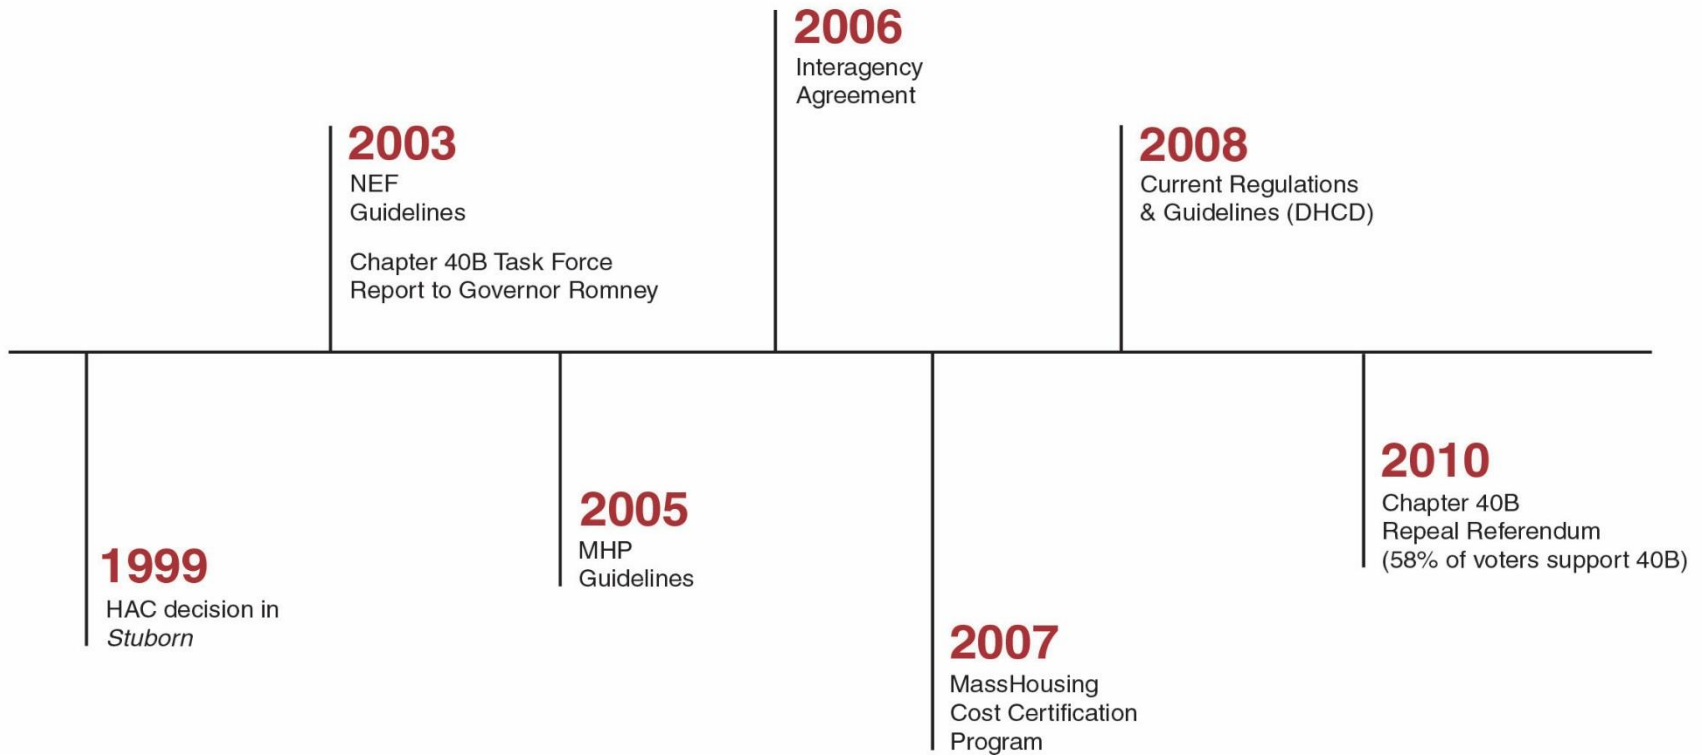 1999
HAC decision in
Stuborn
2003
NEF
Guidelines
Chapter 40B Task Force
Report to Governor Romney
2005
MHP
Guidelines
2006
Interagency
Agreement
2007
MassHousing
Cost Certification
Program
2008
Current Regulations
& Guidelines (DHCD)
2010
Chapter 40B
Repeal Referendum
(58% of voters support 40B)